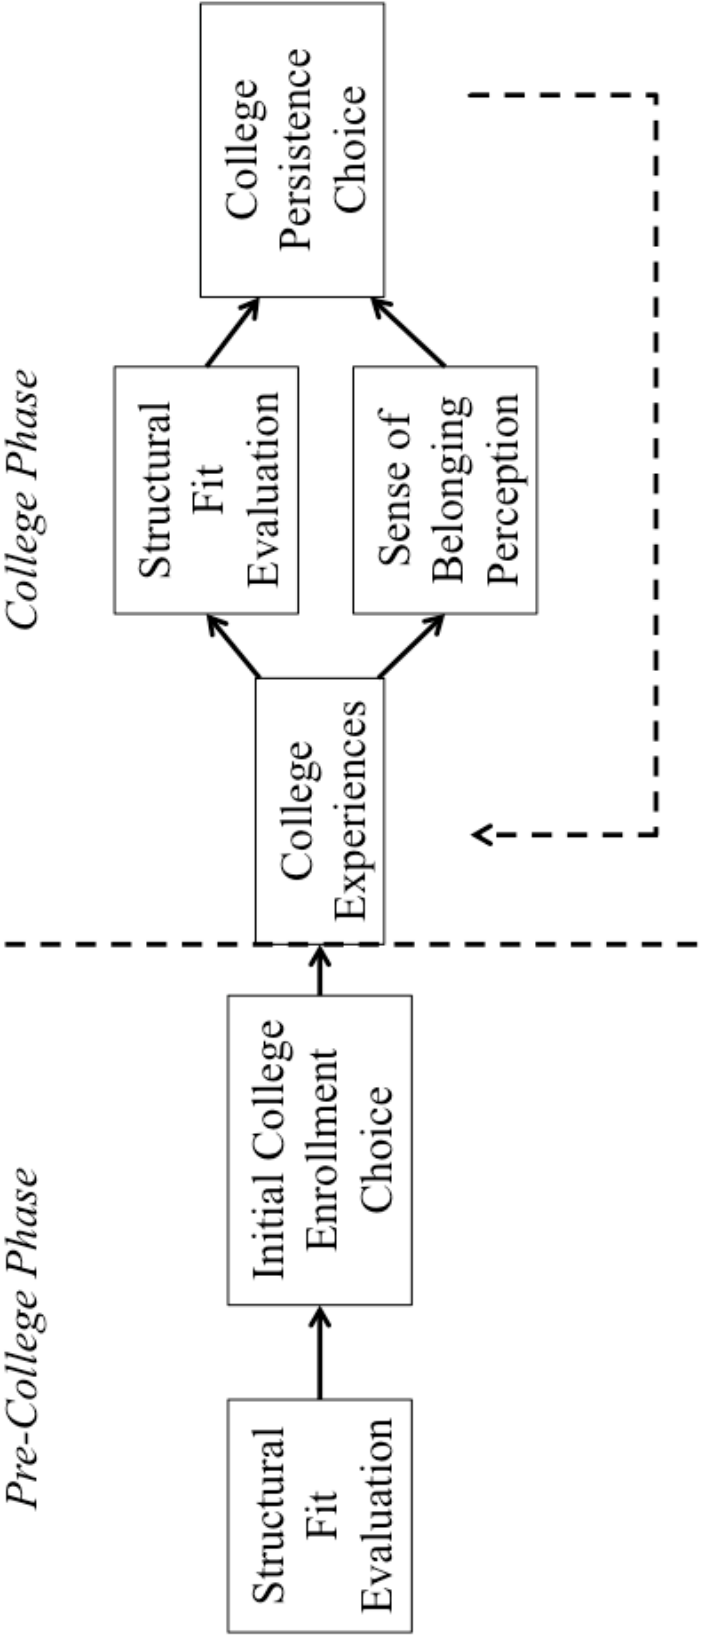 Pre-College Phase
College Phase
Structural
Fit
Evaluation
Initial College
Enrollment
Choice
College
Experiences
Structural
Fit
Evaluation
Sense of
Belonging
Perception
College
Persistence
Choice